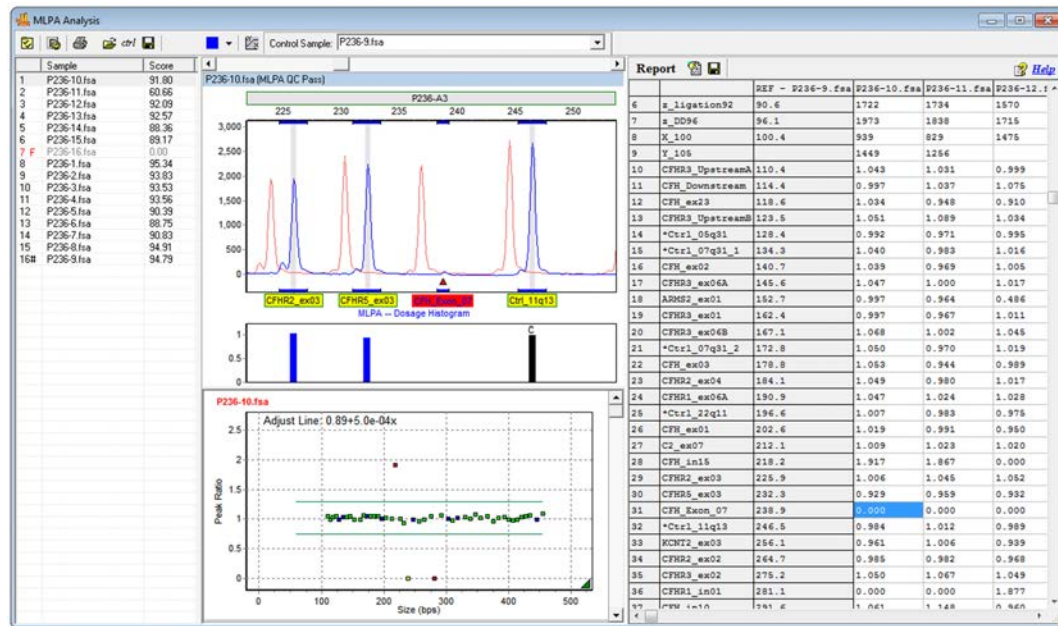 MLPA Analysis
ctrl
Control Sample: P236-9.fsa
Sample Score
1 P236-10.fsa 91.80
2 P236-11.fsa 60.66
3 P236-12.fsa 92.09
4 P236-13.fsa 92.57
5 P236-14.fsa 88.36
6 P236-15.fsa 89.17
7 F P236-16.fsa 0.00
8 P236-1.fsa 95.34
9 P236-2.fsa 93.83
10 P236-3.fsa 93.53
11 P236-4.fsa 93.56
12 P236-5.fsa 90.39
13 P236-6.fsa 88.75
14 P236-7.fsa 90.83
15 P236-8.fsa 94.91
16# P236-9.fsa 94.79
P236-10.fsa (MLPA QC Pass)
P236-A3
225 230 235 240 245 250
3,000
2,500
2,000
1,500
1,000
500
0
CFHR2_ex03 CFHR5_ex03 CFH_Exon_07 Ctrl_11q13
MLPA -- Dosage Histogram
C
1
0.5
0
P236-10.fsa
Adjust Line: 0.89+5.0e-04x
2.5
2
1.5
1
0.5
0
Peak Ratio
0 100 200 300 400 500
Size (bps)
Report Help
REF - P236-9.fsa P236-10.fsa P236-11.fsa P236-12.f
6 z_ligation92 90.6 1722 1734 1570
7 z_DD96 96.1 1973 1838 1715
8 X_100 100.4 939 829 1475
9 Y_105 1449 1256
10 CFHR3_UpstreamA 110.4 1.043 1.031 0.999
11 CFH_Downstream 114.4 0.997 1.037 1.075
12 CFH_ex23 118.6 1.034 0.948 0.910
13 CFHR3_UpstreamB 123.5 1.051 1.089 1.034
14 *Ctrl_05q31 128.4 0.992 0.971 0.995
15 *Ctrl_07q31_1 134.3 1.040 0.983 1.016
16 CFH_ex02 140.7 1.039 0.969 1.005
17 CFHR3_ex06A 145.6 1.047 1.000 1.017
18 ARMS2_ex01 152.7 0.997 0.964 0.486
19 CFHR3_ex01 162.4 0.997 0.967 1.011
20 CFHR3_ex06B 167.1 1.068 1.002 1.045
21 *Ctrl_07q31_2 172.8 1.050 0.970 1.019
22 CFH_ex03 178.8 1.053 0.944 0.989
23 CFHR2_ex04 184.1 1.049 0.980 1.017
24 CFHR1_ex06A 190.9 1.047 1.024 1.028
25 *Ctrl_22q11 196.6 1.007 0.983 0.975
26 CFH_ex01 202.6 1.019 0.991 0.950
27 C2_ex07 212.1 1.009 1.023 1.020
28 CFH_in15 218.2 1.917 1.867 0.000
29 CFHR2_ex03 225.9 1.006 1.045 1.052
30 CFHR5_ex03 232.3 0.929 0.959 0.932
31 CFH_Exon_07 238.9 0.000 0.000 0.000
32 *Ctrl_11q13 246.5 0.984 1.012 0.989
33 KCNT2_ex03 256.1 0.961 1.006 0.939
34 CFHR2_ex02 264.7 0.985 0.982 0.968
35 CFHR3_ex02 275.2 1.050 1.067 1.049
36 CFHR1_in01 281.1 0.000 0.000 1.877
37 CFH_in10 291.6 1.061 1.148 0.960